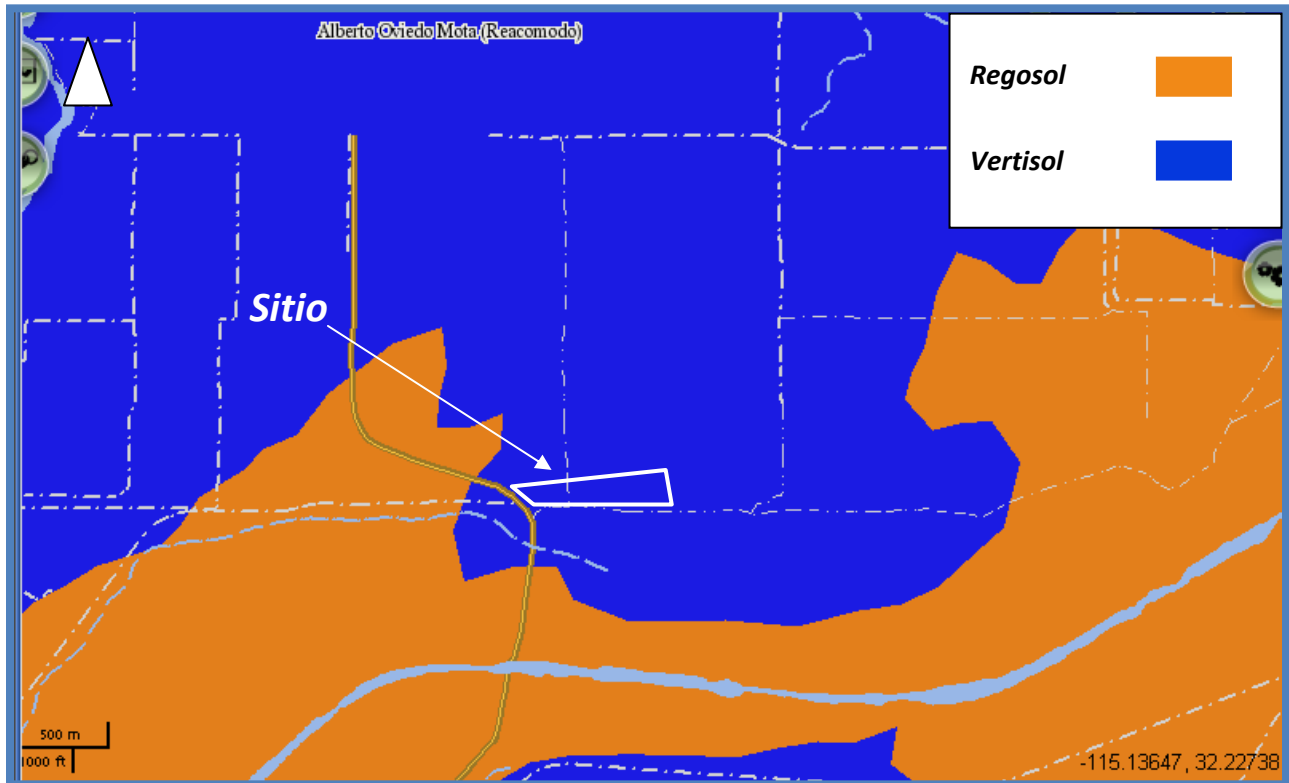 Alberto Oviedo Mota (Reacomodo)
Regosol
Vertisol
Sitio
500 m
1000 ft
-115.13647, 32.22738